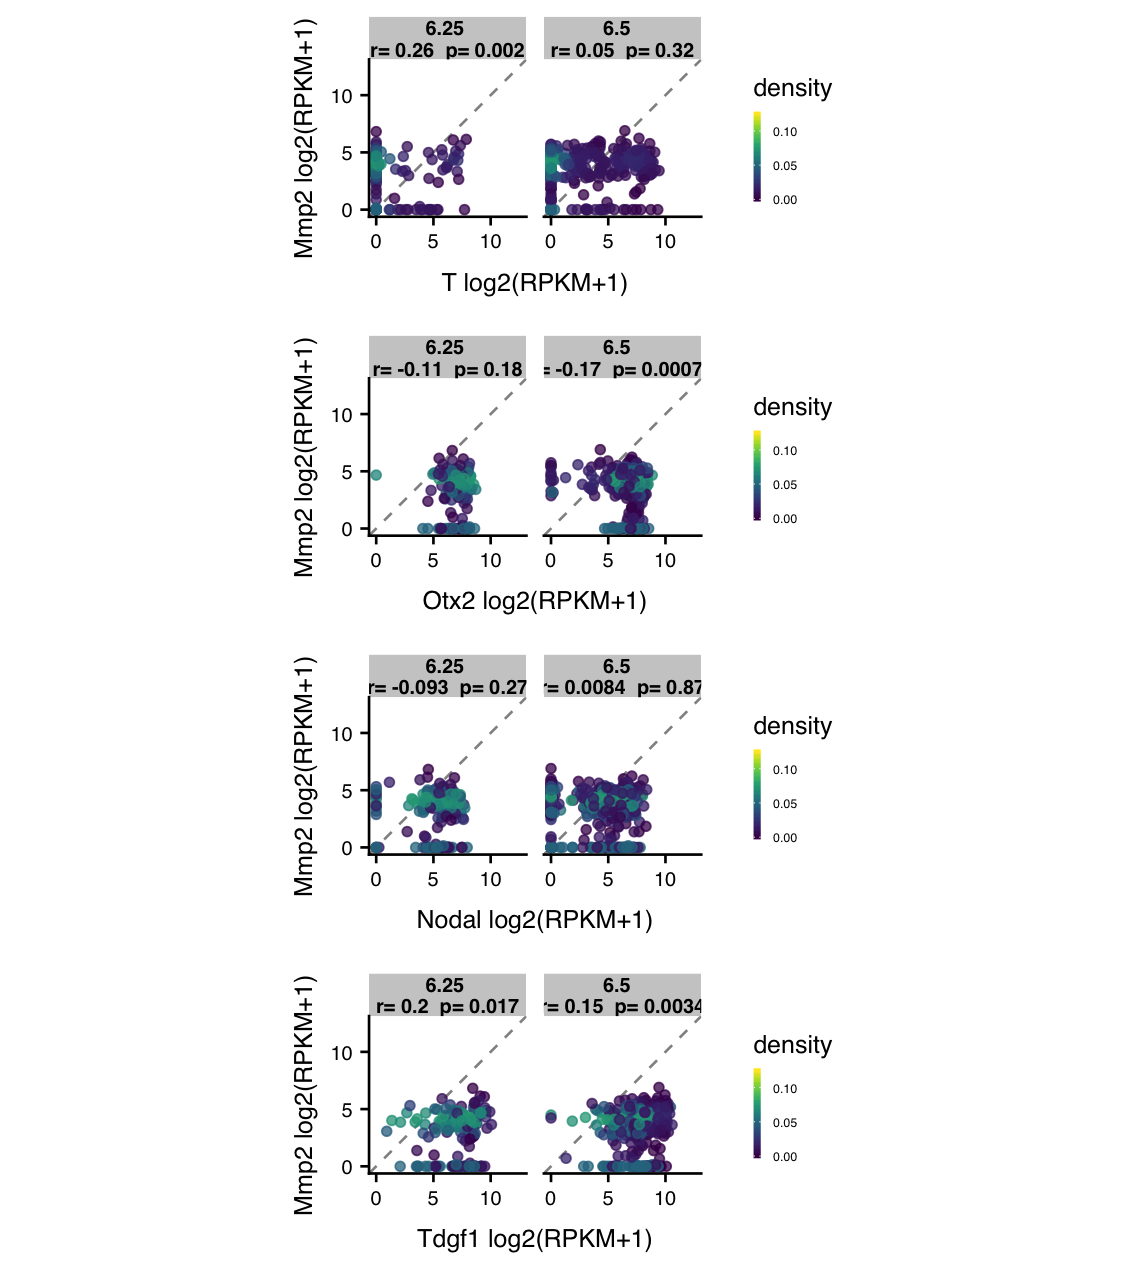 6.25 6.5
r= 0.26 p= 0.002 r= 0.05 p= 0.32
Mmp2 log2(RPKM+1)
10
5
0
0 5 10 0 5 10
T log2(RPKM+1)
density
0.10
0.05
0.00
6.25 6.5
r= -0.11 p= 0.18 = -0.17 p= 0.0007
Mmp2 log2(RPKM+1)
10
5
0
0 5 10 0 5 10
Otx2 log2(RPKM+1)
density
0.10
0.05
0.00
6.25 6.5
r= -0.093 p= 0.27 r= 0.0084 p= 0.87
Mmp2 log2(RPKM+1)
10
5
0
0 5 10 0 5 10
Nodal log2(RPKM+1)
density
0.10
0.05
0.00
6.25 6.5
r= 0.2 p= 0.017 r= 0.15 p= 0.0034
Mmp2 log2(RPKM+1)
10
5
0
0 5 10 0 5 10
Tdgf1 log2(RPKM+1)
density
0.10
0.05
0.00